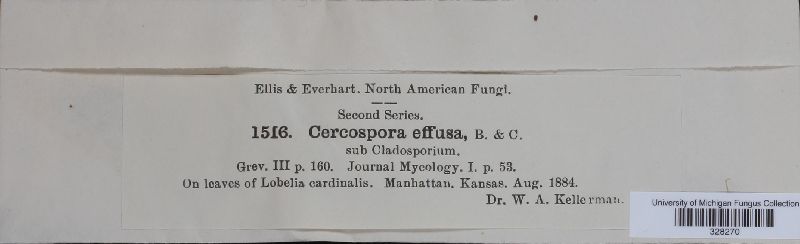 Ellis & Everhart. North American Fungi.
Second Series.
1516. Cercospora effusa, B. & C.
sub Cladosporium.
Grev. III p. 160. Journal Mycology. I. p. 53.
On leaves of Lobelia cardinalis. Manhattan. Kansas. Aug. 1884.
Dr. W. A. Kellerman.
University of Michigan Fungus Collection
328270